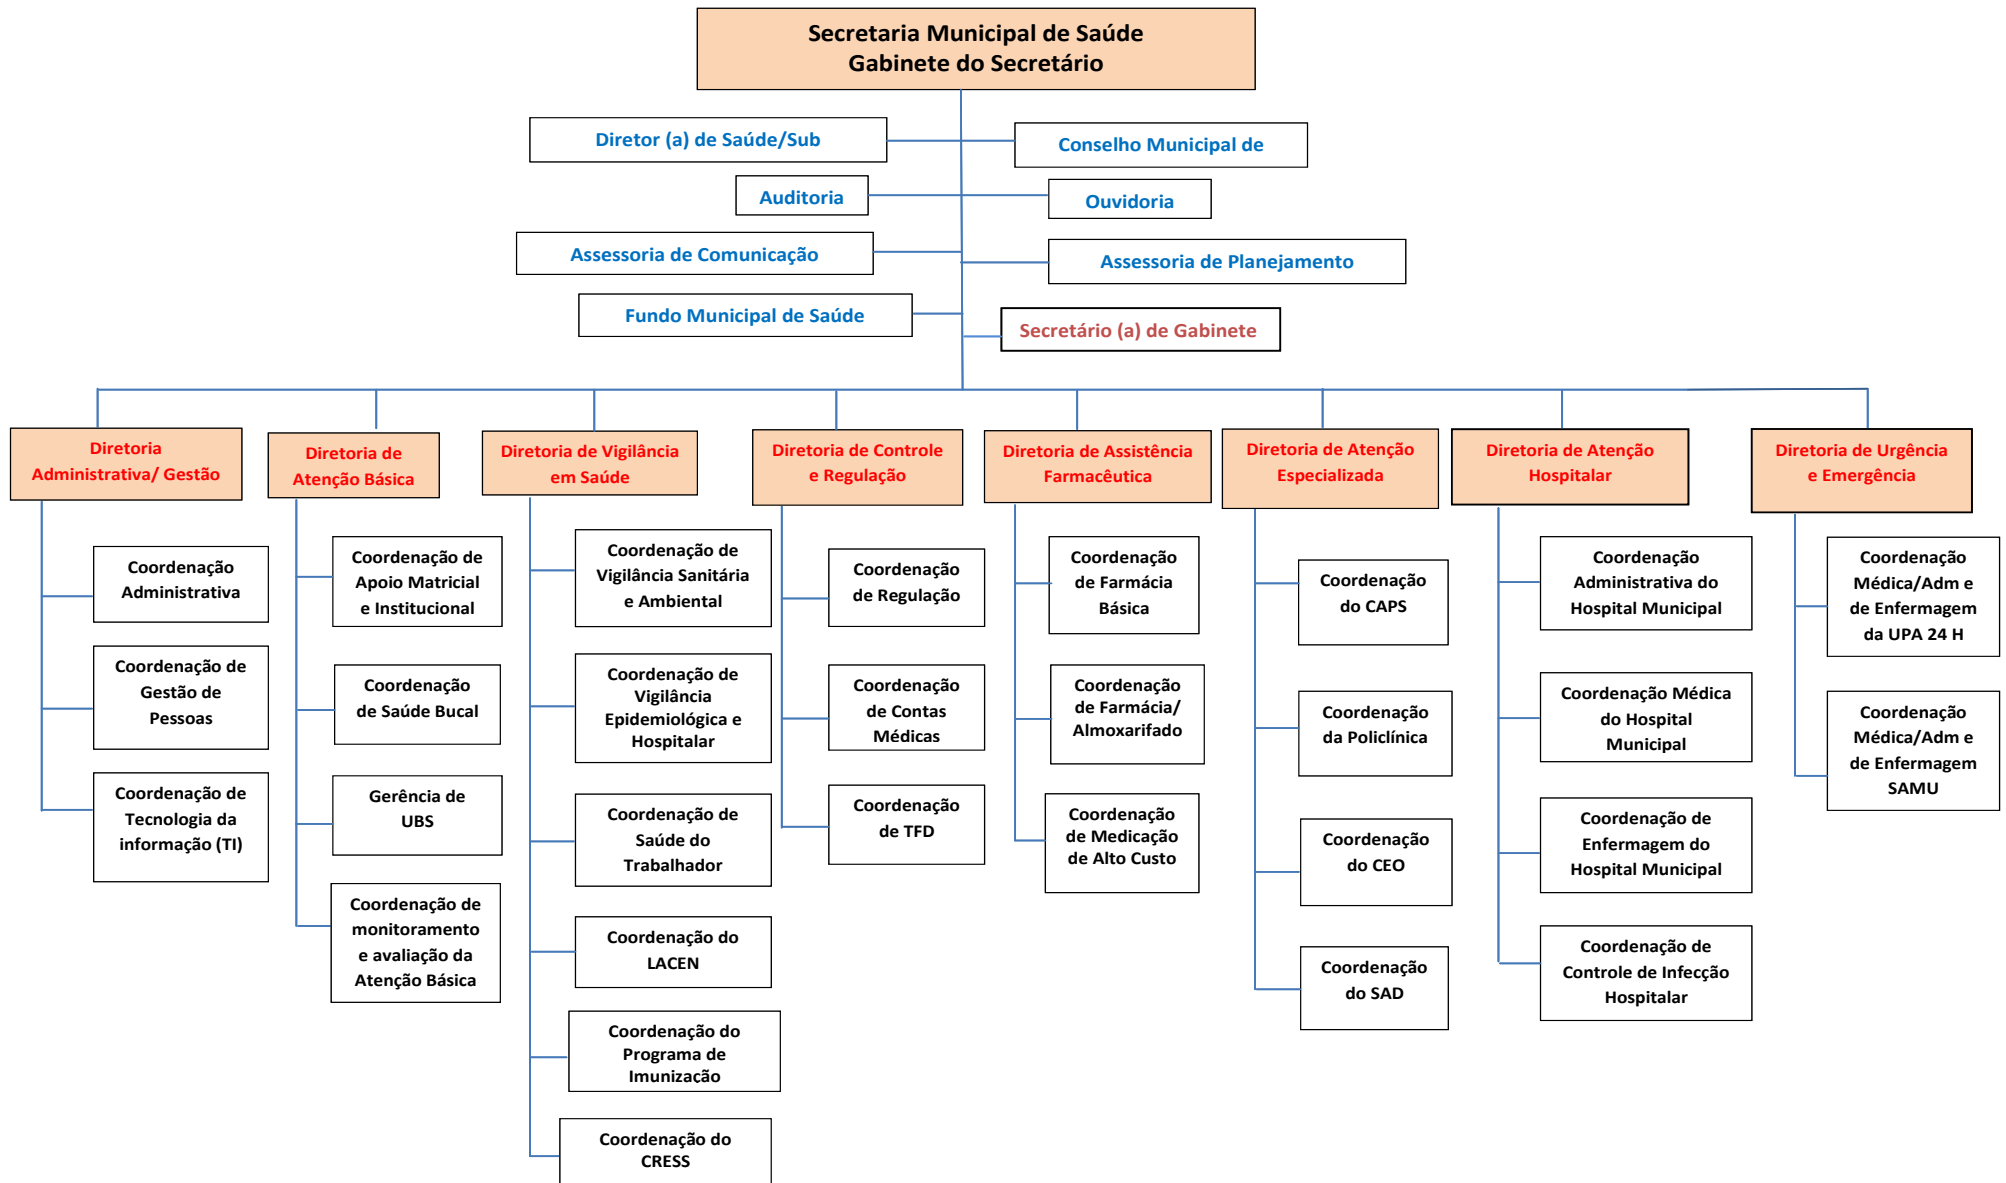 Secretaria Municipal de Saúde
Gabinete do Secretário
Diretor (a) de Saúde/Sub
Conselho Municipal de
Auditoria
Ouvidoria
Assessoria de Comunicação
Assessoria de Planejamento
Fundo Municipal de Saúde
Secretário (a) de Gabinete
Diretoria
Administrativa/ Gestão
Coordenação
Administrativa
Coordenação de
Gestão de
Pessoas
Coordenação de
Tecnologia da
informação (TI)
Diretoria de
Atenção Básica
Coordenação de
Apoio Matricial
e Institucional
Coordenação
de Saúde Bucal
Gerência de
UBS
Coordenação de
monitoramento
e avaliação da
Atenção Básica
Diretoria de Vigilância
em Saúde
Coordenação de
Vigilância Sanitária
e Ambiental
Coordenação de
Vigilância
Epidemiológica e
Hospitalar
Coordenação de
Saúde do
Trabalhador
Coordenação do
LACEN
Coordenação do
Programa de
Imunização
Coordenação do
CRESS
Diretoria de Controle
e Regulação
Coordenação
de Regulação
Coordenação
de Contas
Médicas
Coordenação
de TFD
Diretoria de Assistência
Farmacêutica
Coordenação
de Farmácia
Básica
Coordenação
de Farmácia/
Almoxarifado
Coordenação
de Medicação
de Alto Custo
Diretoria de Atenção
Especializada
Coordenação
do CAPS
Coordenação
da Policlínica
Coordenação
do CEO
Coordenação
do SAD
Diretoria de Atenção
Hospitalar
Coordenação
Administrativa do
Hospital Municipal
Coordenação Médica
do Hospital
Municipal
Coordenação de
Enfermagem do
Hospital Municipal
Coordenação de
Controle de Infecção
Hospitalar
Diretoria de Urgência
e Emergência
Coordenação
Médica/Adm e
de Enfermagem
da UPA 24 H
Coordenação
Médica/Adm e
de Enfermagem
SAMU